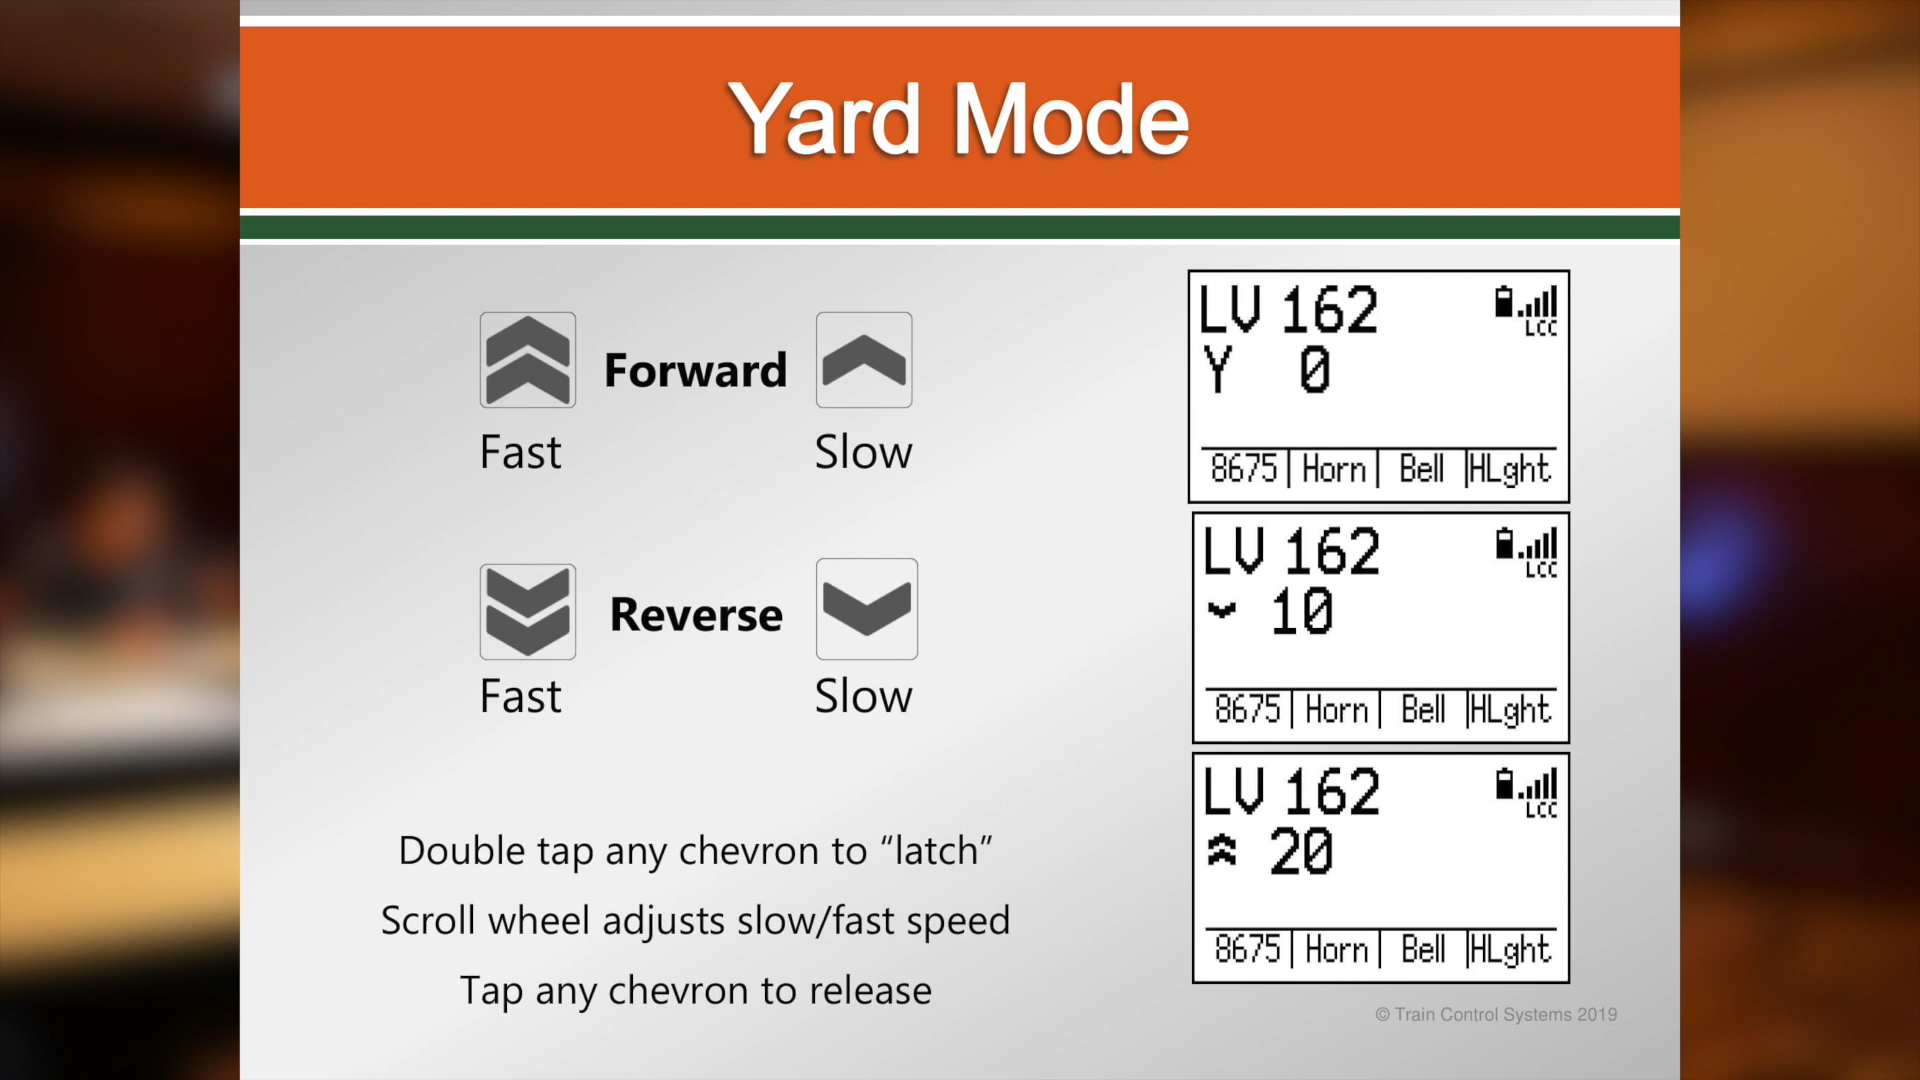 Yard Mode
Forward
Fast
Slow
Reverse
Fast
Slow
Double tap any chevron to “latch”
Scroll wheel adjusts slow/fast speed
Tap any chevron to release
LV 162
LCC
Y 0
8675 | Horn | Bell | HLght
LV 162
LCC
10
8675 | Horn | Bell | HLght
LV 162
LCC
20
8675 | Horn | Bell | HLght
© Train Control Systems 2019